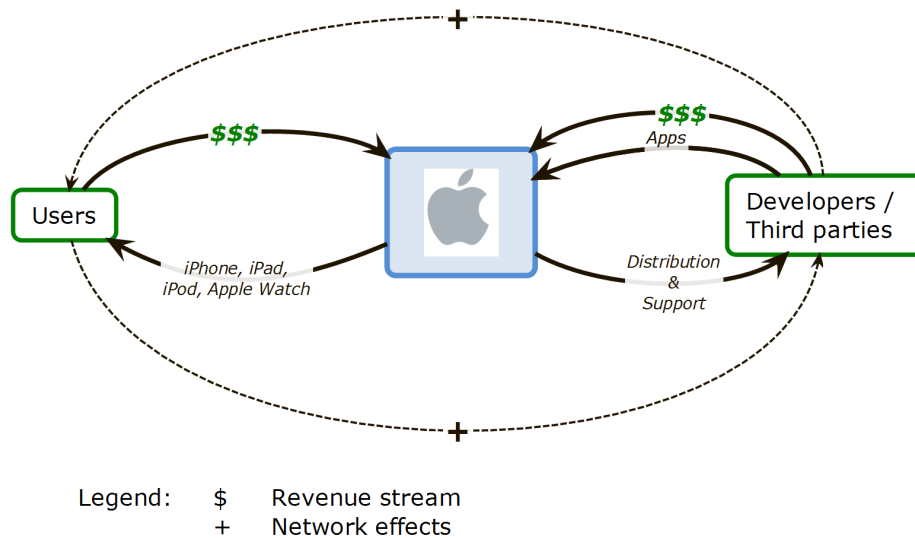 +
$$$
$$$
Apps
Users
Developers /
Third parties
iPhone, iPad,
iPod, Apple Watch
Distribution
&
Support
+
Legend: $ Revenue stream
+ Network effects